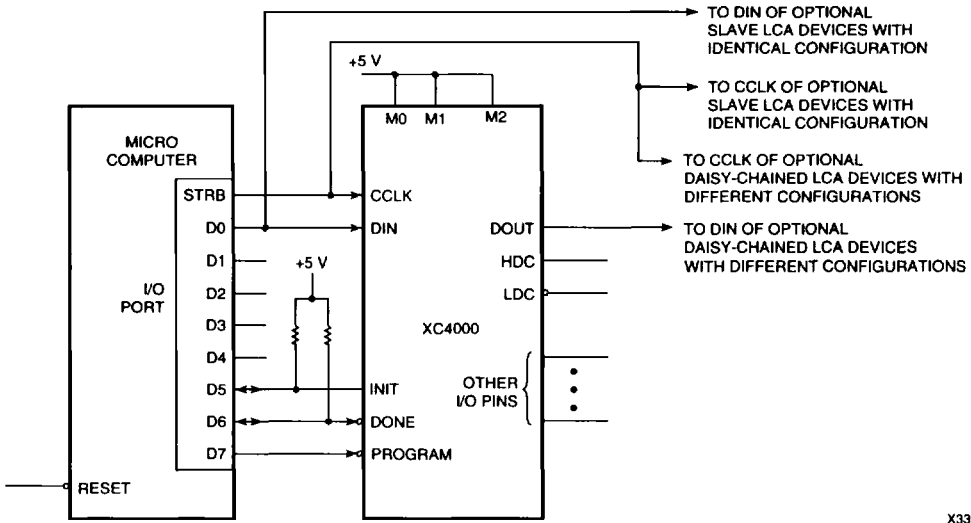 TO DIN OF OPTIONAL
SLAVE LCA DEVICES WITH
IDENTICAL CONFIGURATION
+5 V
TO CCLK OF OPTIONAL
SLAVE LCA DEVICES WITH
IDENTICAL CONFIGURATION
M0 M1 M2
MICRO
COMPUTER
TO CCLK OF OPTIONAL
DAISY-CHAINED LCA DEVICES WITH
DIFFERENT CONFIGURATIONS
STRB
CCLK
D0
DIN
DOUT
TO DIN OF OPTIONAL
DAISY-CHAINED LCA DEVICES
WITH DIFFERENT CONFIGURATIONS
D1
+5 V
HDC
I/O
PORT
D2
LDC
D3
XC4000
D4
D5
INIT
OTHER
I/O PINS
D6
DONE
D7
PROGRAM
RESET
X33